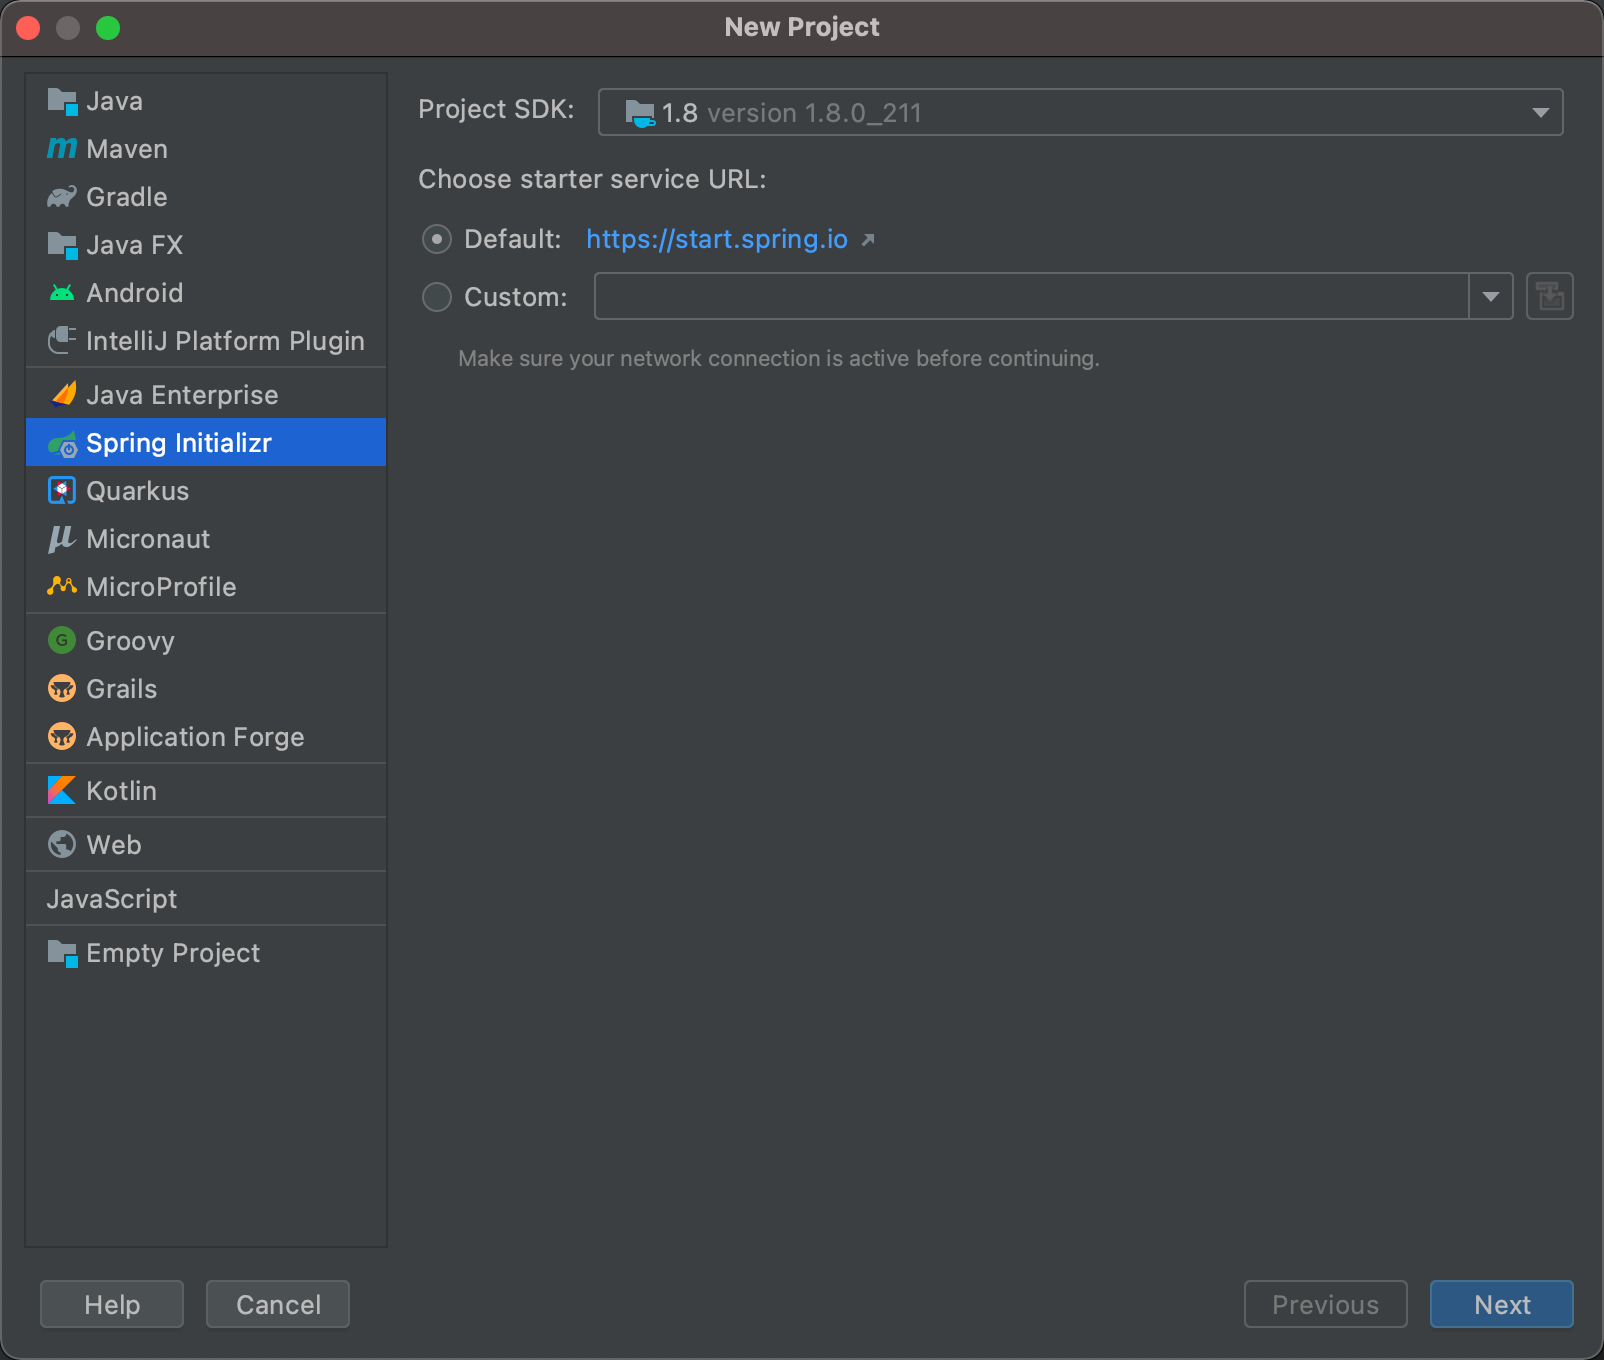 New Project
Java
Maven
Gradle
Java FX
Android
IntelliJ Platform Plugin
Java Enterprise
Spring Initializr
Quarkus
Micronaut
MicroProfile
G Groovy
Grails
Application Forge
Kotlin
Web
JavaScript
Empty Project
Project SDK: 1.8 version 1.8.0_211
Choose starter service URL:
Default: https://start.spring.io
Custom:
Make sure your network connection is active before continuing.
Help Cancel Previous Next